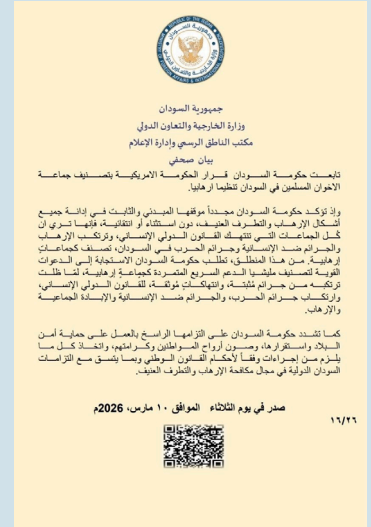 جمهورية السودان
وزارة الخارجية والتعاون الدولي
مكتب الناطق الرسمي وإدارة الإعلام
بيان صحفي
تابعت حكومة السودان قرار الحكومة الامريكية بتصنيف جماعة
الاخوان المسلمين في السودان تنظيما ارهابيا.
وإذ تؤكد حكومة السودان مجدداً موقفها المبدئي والثابت في إدانة جميع
أشكال الإرهاب والتطرف العنيف، دون استثناء أو انتقائية، فإنها تري ان
كُل الجماعات التي تنتهك القانون الدولي الإنساني، وترتكب الإرهاب
والجرائم ضد الإنسانية وجرائم الحرب في السودان، تصنف كجماعات
إرهابية. من هذا المنطلق، تطلب حكومة السودان الاستجابة إلى الدعوات
القوية لتصنيف مليشيا الدعم السريع المتمردة كجماعةٍ إرهابية، لمّا ظلت
ترتكبه من جرائم مُثبتة، وانتهاكات مُوثقة، للقانون الدولي الإنساني،
وارتكاب جرائم الحرب، والجرائم ضد الإنسانية والإبادة الجماعية
والإرهاب.
كما تشدد حكومة السودان على التزامها الراسخ بالعمل على حماية أمن
البلاد واستقرارها، وصون أرواح المواطنين وكرامتهم، واتخاذ كل ما
يلزم من إجراءات وفقاً لأحكام القانون الوطني وبما يتسق مع التزامات
السودان الدولية في مجال مكافحة الإرهاب والتطرف العنيف.
صدر في يوم الثلاثاء الموافق ١٠ مارس، 2026م
١٦/٢٦